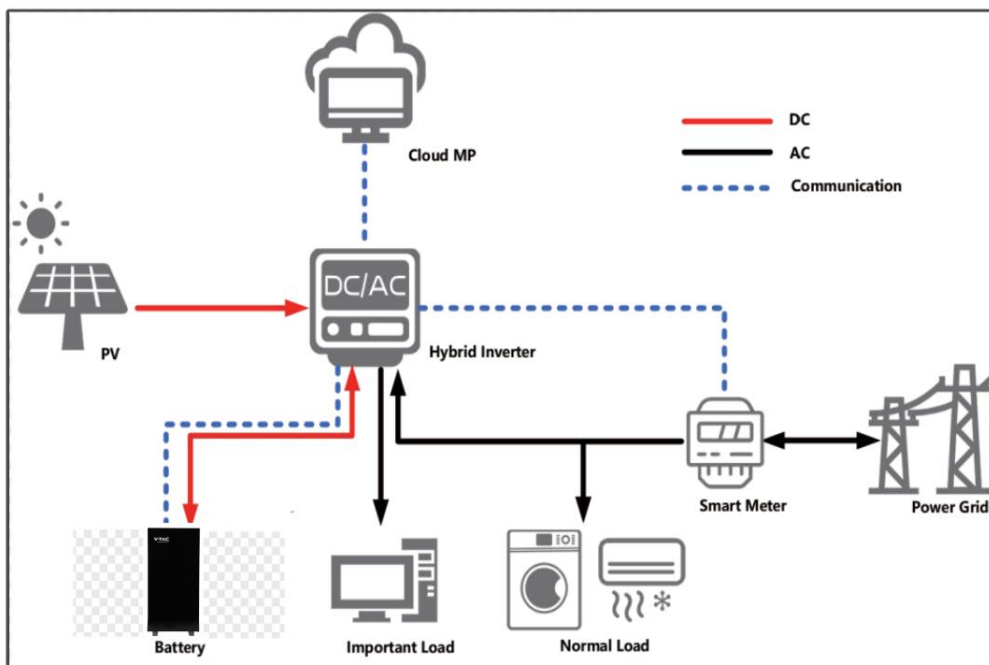 Cloud MP
DC
AC
Communication
DC/AC
PV
Hybrid Inverter
Smart Meter
Power Grid
V-TAC
Battery
Important Load
Normal Load